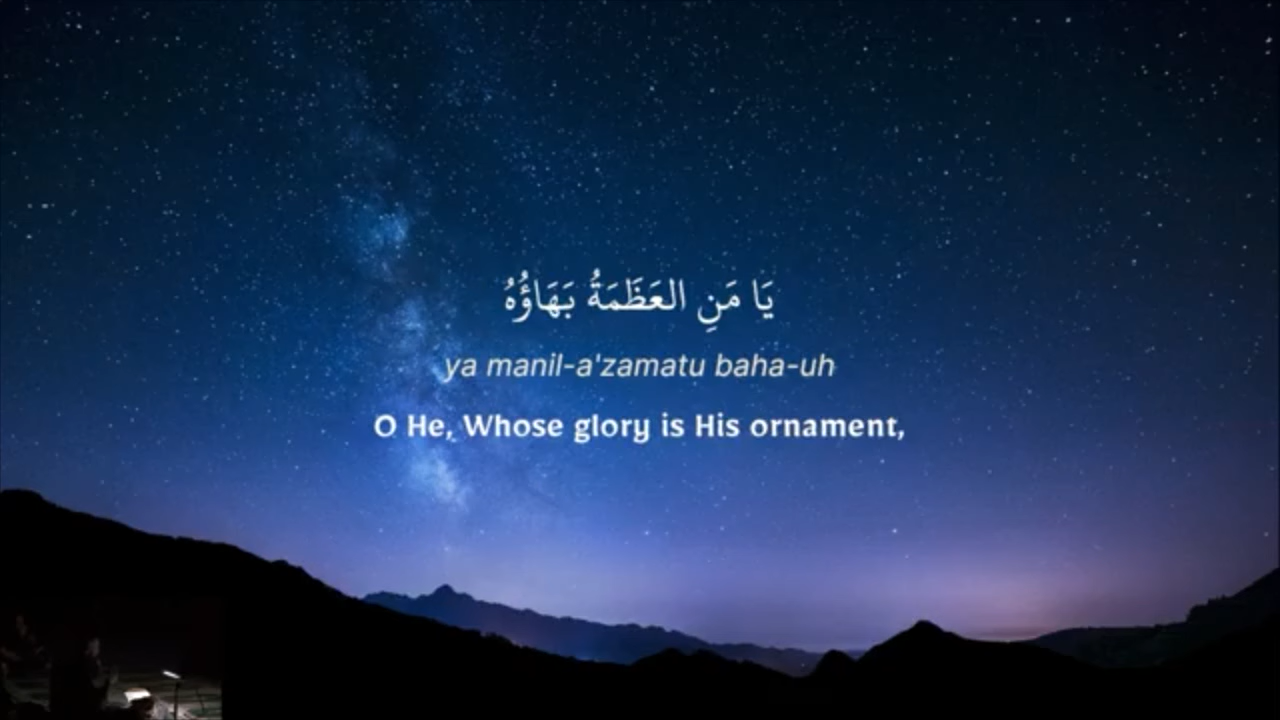 يَا مَنِ العَظَمَةُ بَهَاؤُهُ
ya manil-a'zamatu baha-uh
O He, Whose glory is His ornament,